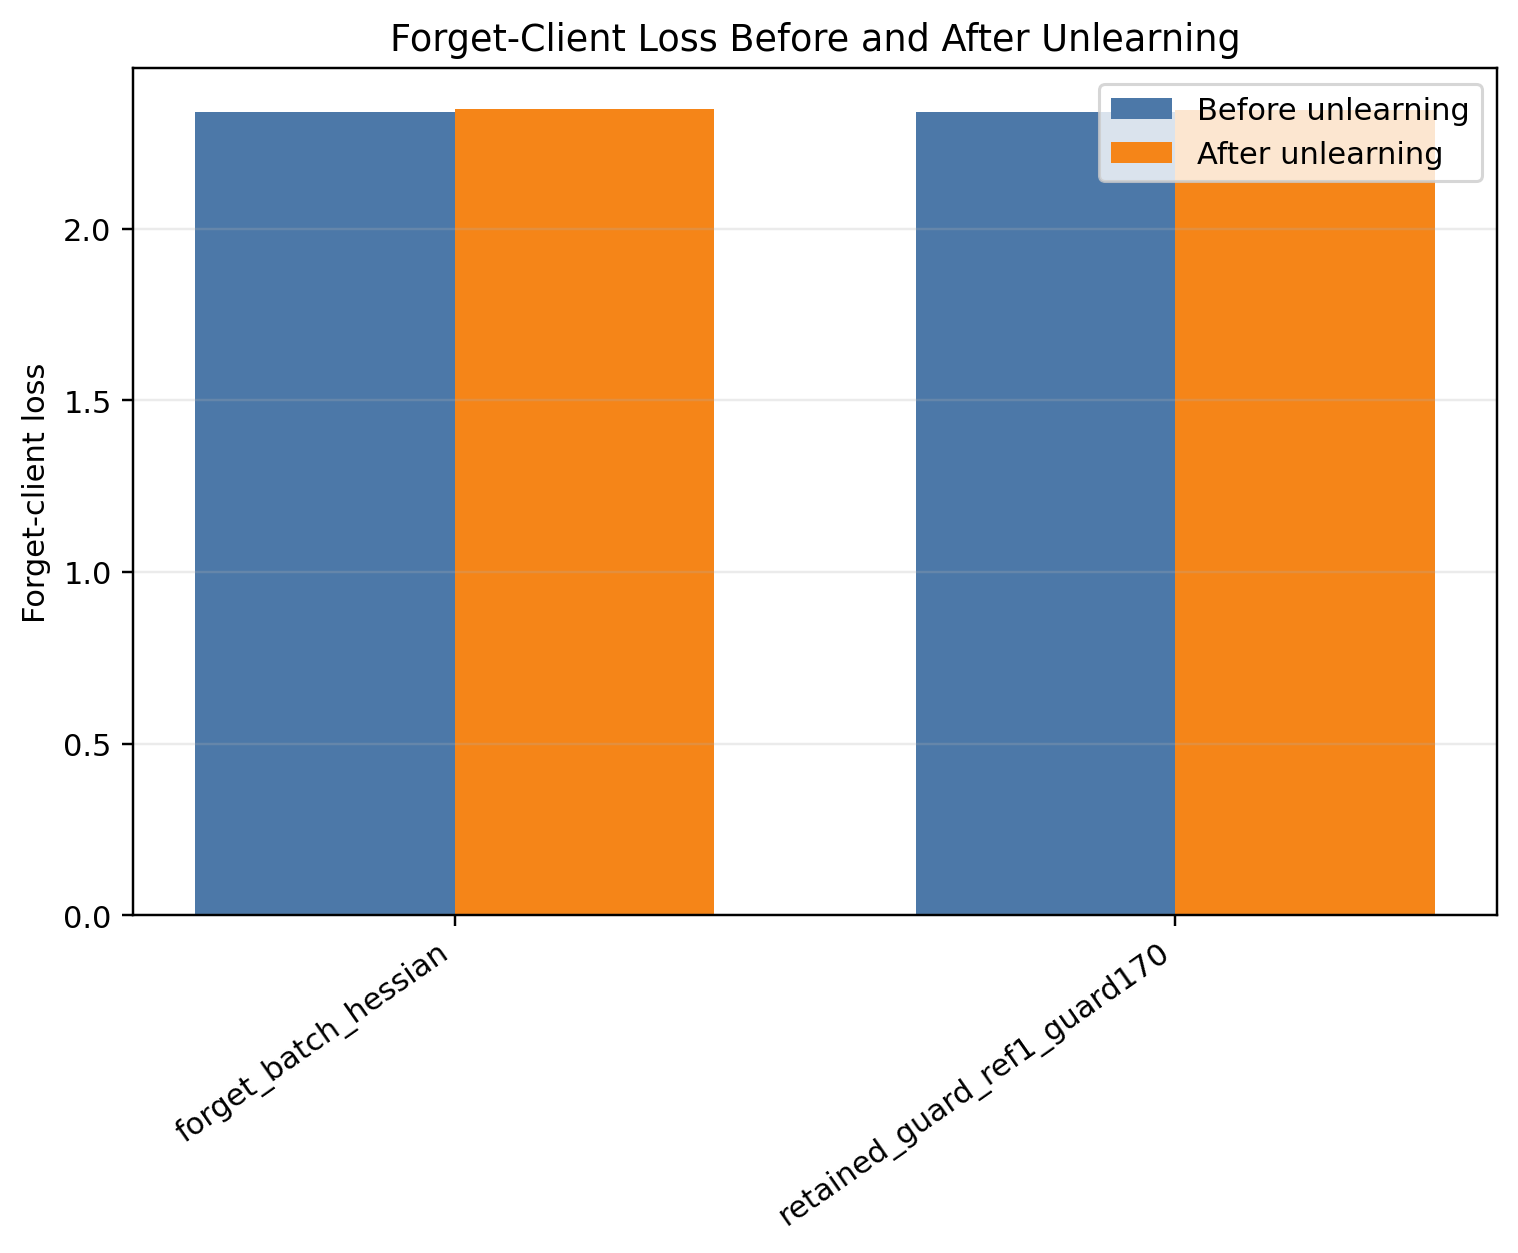 Forget-Client Loss Before and After Unlearning
Before unlearning
After unlearning
Forget-client loss
2.0
1.5
1.0
0.5
0.0
forget_batch_hessian
retained_guard_ref1_guard170